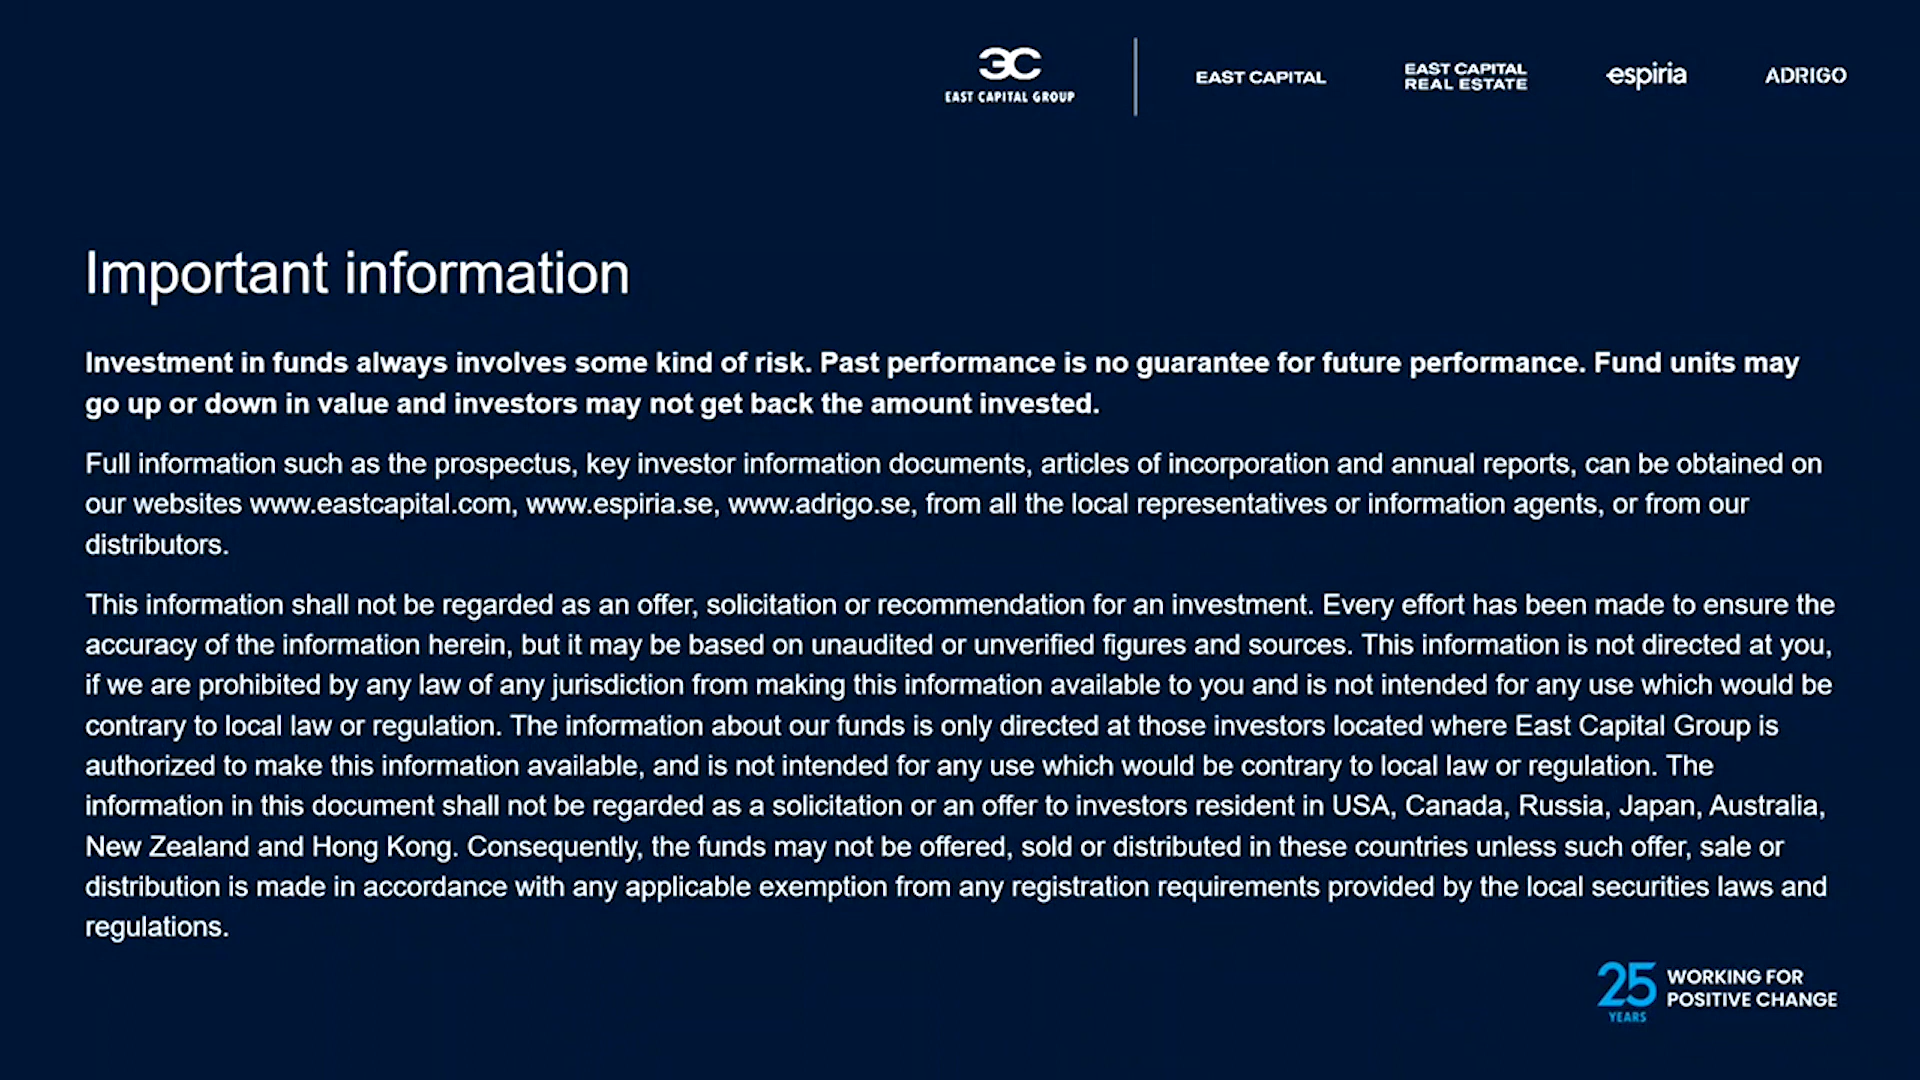 ЭC
EAST CAPITAL GROUP
EAST CAPITAL
EAST CAPITAL
REAL ESTATE
espiria
ADRIGO
Important information
Investment in funds always involves some kind of risk. Past performance is no guarantee for future performance. Fund units may
go up or down in value and investors may not get back the amount invested.
Full information such as the prospectus, key investor information documents, articles of incorporation and annual reports, can be obtained on
our websites www.eastcapital.com, www.espiria.se, www.adrigo.se, from all the local representatives or information agents, or from our
distributors.
This information shall not be regarded as an offer, solicitation or recommendation for an investment. Every effort has been made to ensure the
accuracy of the information herein, but it may be based on unaudited or unverified figures and sources. This information is not directed at you,
if we are prohibited by any law of any jurisdiction from making this information available to you and is not intended for any use which would be
contrary to local law or regulation. The information about our funds is only directed at those investors located where East Capital Group is
authorized to make this information available, and is not intended for any use which would be contrary to local law or regulation. The
information in this document shall not be regarded as a solicitation or an offer to investors resident in USA, Canada, Russia, Japan, Australia,
New Zealand and Hong Kong. Consequently, the funds may not be offered, sold or distributed in these countries unless such offer, sale or
distribution is made in accordance with any applicable exemption from any registration requirements provided by the local securities laws and
regulations.
25
YEARS
WORKING FOR
POSITIVE CHANGE